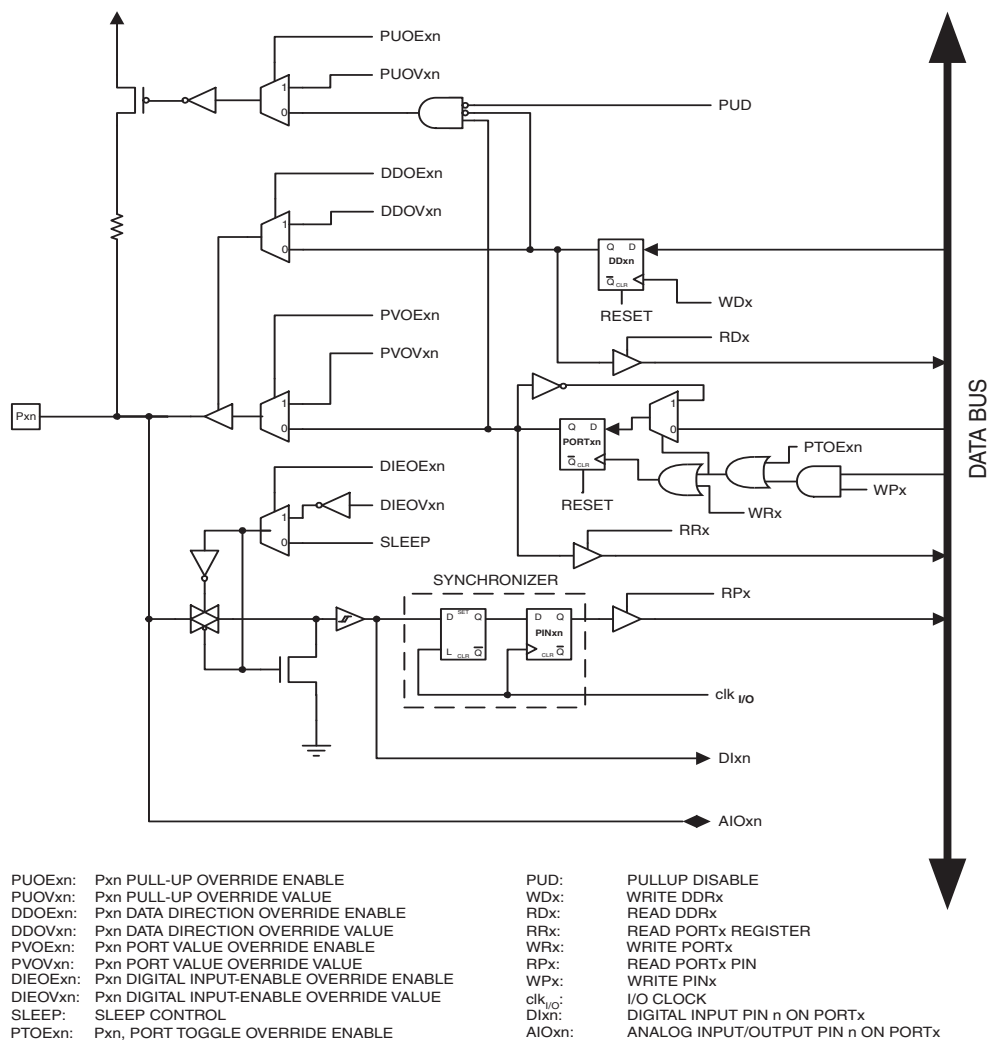 PUOExn
PUOVxn
1
0
PUD
DDOExn
DDOVxn
1
0
Q D
DDxn
Q CLR
WDx
RESET
RDx
PVOExn
PVOVxn
1
0
Pxn
Q D
PORTxn
Q CLR
1
0
PTOExn
WPx
RESET
WRx
RRx
DATA BUS
DIEOExn
DIEOVxn
1
0
SLEEP
SYNCHRONIZER
D SET Q
L CLR Q
D Q
PINxn
CLR Q
RPx
clk I/O
DIxn
AIOxn
PUOExn: Pxn PULL-UP OVERRIDE ENABLE
PUOVxn: Pxn PULL-UP OVERRIDE VALUE
DDOExn: Pxn DATA DIRECTION OVERRIDE ENABLE
DDOVxn: Pxn DATA DIRECTION OVERRIDE VALUE
PVOExn: Pxn PORT VALUE OVERRIDE ENABLE
PVOVxn: Pxn PORT VALUE OVERRIDE VALUE
DIEOExn: Pxn DIGITAL INPUT-ENABLE OVERRIDE ENABLE
DIEOVxn: Pxn DIGITAL INPUT-ENABLE OVERRIDE VALUE
SLEEP: SLEEP CONTROL
PTOExn: Pxn, PORT TOGGLE OVERRIDE ENABLE
PUD: PULLUP DISABLE
WDx: WRITE DDRx
RDx: READ DDRx
RRx: READ PORTx REGISTER
WRx: WRITE PORTx
RPx: READ PORTx PIN
WPx: WRITE PINx
clkI/O: I/O CLOCK
DIxn: DIGITAL INPUT PIN n ON PORTx
AIOxn: ANALOG INPUT/OUTPUT PIN n ON PORTx